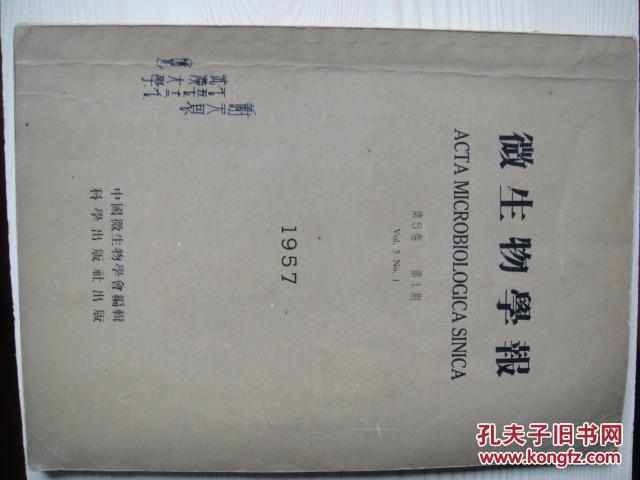 微生物學報
ACTA MICROBIOLOGICA SINICA
第5卷 第1期
Vol. 5 No. 1
1957
中國微生物學會編輯
科學出版社出版
大學
孔夫子旧书网
www.kongfz.com